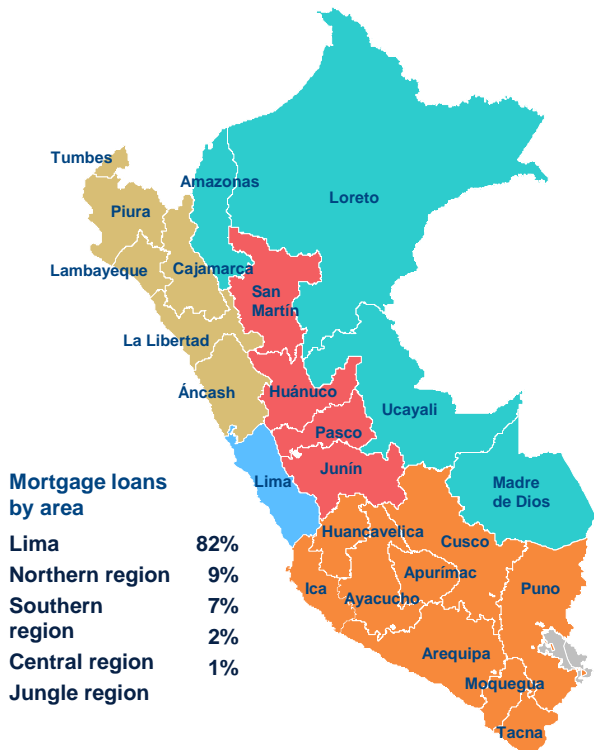 Tumbes
Amazonas
Piura
Loreto
Lambayeque
Cajamarca
San
Martín
La Libertad
Áncash
Huánuco
Ucayali
Pasco
Junín
Lima
Madre
de Dios
Mortgage loans
by area
Lima 82%
Northern region 9%
Southern 7%
region
2%
Central region 1%
Jungle region
Huancavelica
Cusco
Apurímac
Ica
Ayacucho
Puno
Arequipa
Moquegua
Tacna